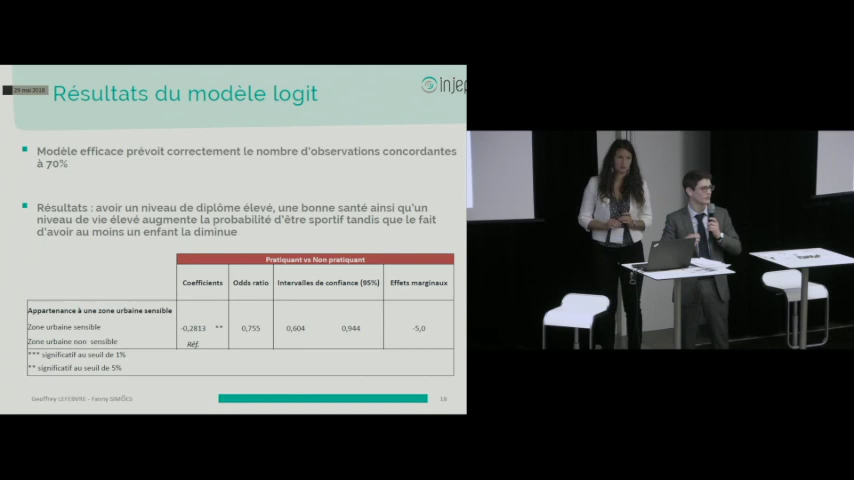 29 mai 2018
Résultats du modèle logit
injep
Modèle efficace prévoit correctement le nombre d'observations concordantes
à 70%
Résultats : avoir un niveau de diplôme élevé, une bonne santé ainsi qu'un
niveau de vie élevé augmente la probabilité d'être sportif tandis que le fait
d'avoir au moins un enfant la diminue
Pratiquant vs Non pratiquant
Coefficients Odds ratio Intervalles de confiance (95%) Effets marginaux
Appartenance à une zone urbaine sensible
Zone urbaine sensible -0,2813 ** 0,755 0,604 0,944 -5,0
Zone urbaine non sensible Réf.
*** significatif au seuil de 1%
** significatif au seuil de 5%
Geoffrey LEFEBVRE - Fanny SIMÕES